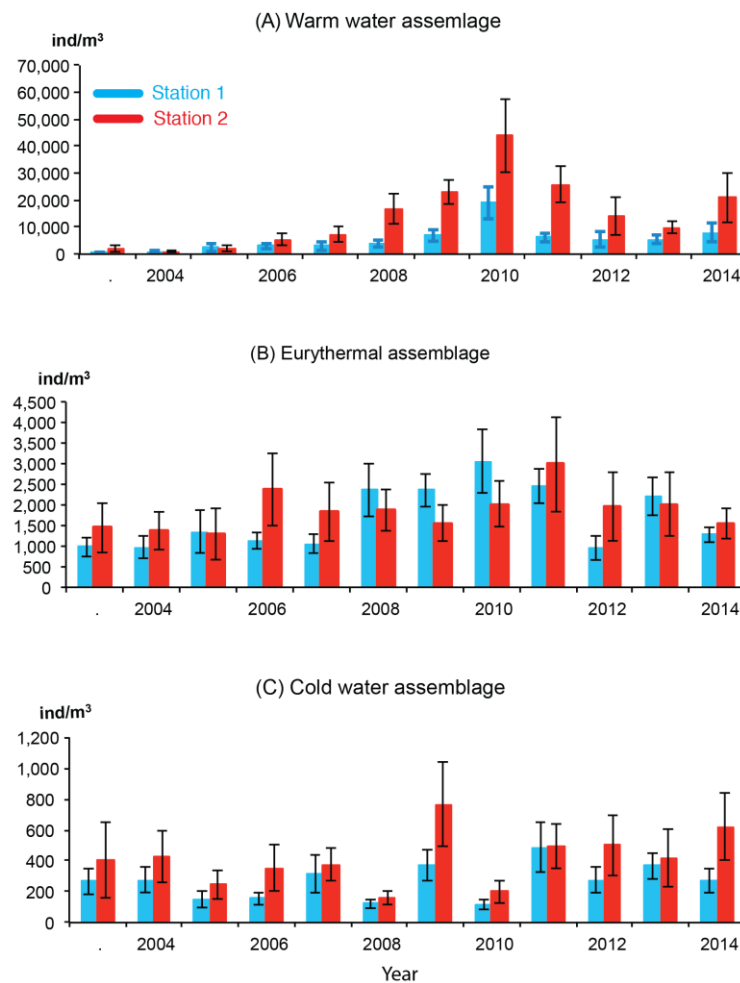 (A) Warm water assemlage
ind/m³
70,000
60,000
50,000
40,000
30,000
20,000
10,000
0
Station 1
Station 2
. 2004 2006 2008 2010 2012 2014
(B) Eurythermal assemblage
ind/m³
4,500
4,000
3,500
3,000
2,500
2,000
1,500
1,000
500
0
. 2004 2006 2008 2010 2012 2014
(C) Cold water assemblage
ind/m³
1,200
1,000
800
600
400
200
0
. 2004 2006 2008 2010 2012 2014
Year